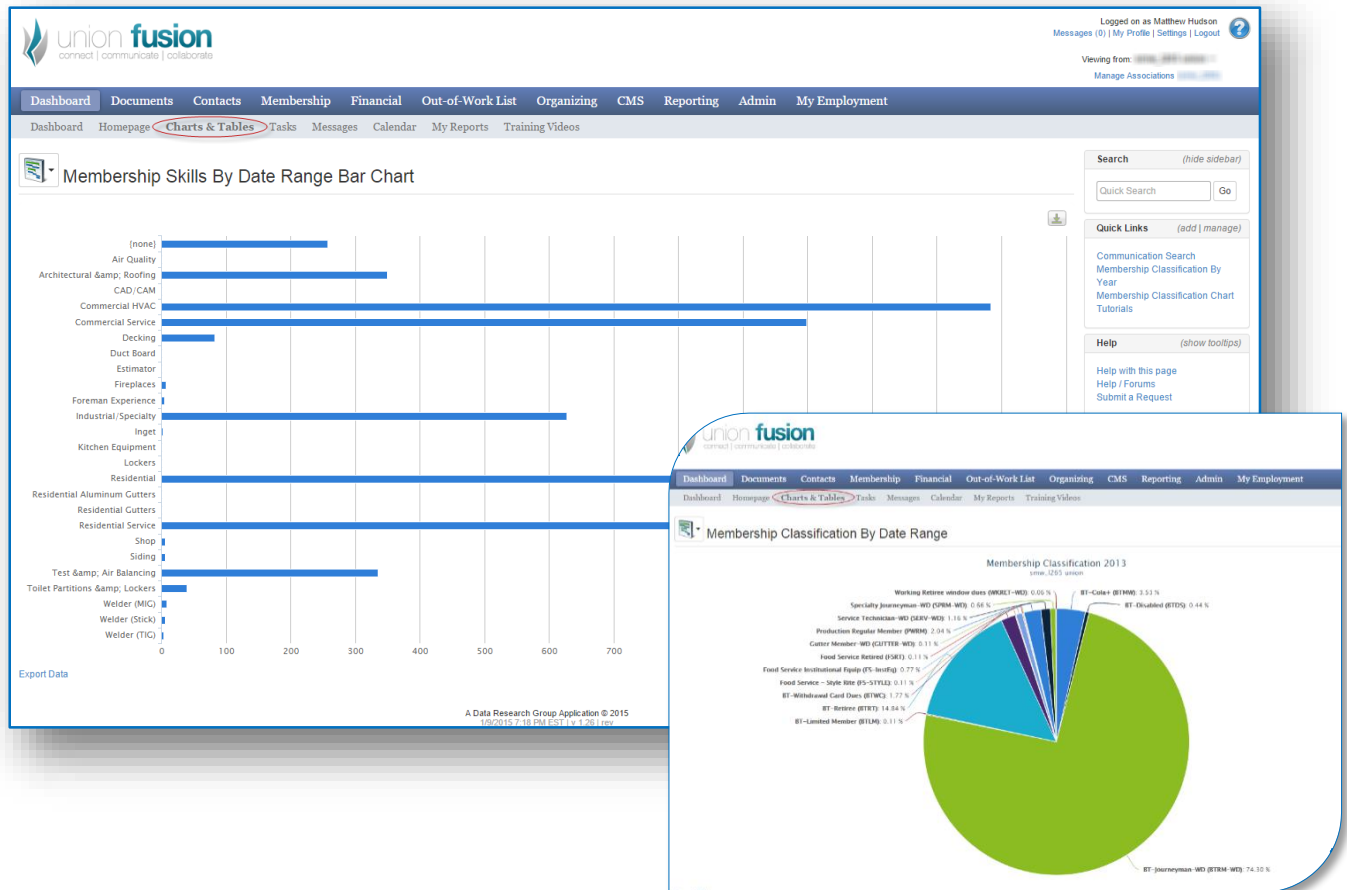 union fusion
connect | communicate | collaborate
Logged on as Matthew Hudson
Messages (0) | My Profile | Settings | Logout
?
Viewing from:
Manage Associations
Dashboard Documents Contacts Membership Financial Out-of-Work List Organizing CMS Reporting Admin My Employment
Dashboard Homepage Charts & Tables Tasks Messages Calendar My Reports Training Videos
Membership Skills By Date Range Bar Chart
Search (hide sidebar)
Quick Search Go
Quick Links (add | manage)
Communication Search
Membership Classification By
Year
Membership Classification Chart
Tutorials
Help (show tooltips)
Help with this page
Help / Forums
Submit a Request
{none}
Air Quality
Architectural &amp; Roofing
CAD/CAM
Commercial HVAC
Commercial Service
Decking
Duct Board
Estimator
Fireplaces
Foreman Experience
Industrial/Specialty
Inget
Kitchen Equipment
Lockers
Residential
Residential Aluminum Gutters
Residential Gutters
Residential Service
Shop
Siding
Test &amp; Air Balancing
Toilet Partitions &amp; Lockers
Welder (MIG)
Welder (Stick)
Welder (TIG)
0 100 200 300 400 500 600 700
Export Data
A Data Research Group Application © 2015
1/9/2015 7:18 PM EST | v 1.26 | rev
union fusion
connect | communicate | collaborate
Dashboard Documents Contacts Membership Financial Out-of-Work List Organizing CMS Reporting Admin My Employment
Dashboard Homepage Charts & Tables Tasks Messages Calendar My Reports Training Videos
Membership Classification By Date Range
Membership Classification 2013
smw_l265 union
Working Retiree window dues (WKRET-WD): 0.06 %
BT-Cola+ (BTMW): 3.53 %
Specialty Journeyman-WD (SPRM-WD): 0.66 %
BT-Disabled (BTDS): 0.44 %
Service Technician-WD (SERV-WD): 1.16 %
Production Regular Member (PWRM): 2.04 %
Gutter Member-WD (GUTTER-WD): 0.11 %
Food Service Retired (FSRT): 0.11 %
Food Service Institutional Equip (FS-InstEq): 0.77 %
Food Service - Style Rite (FS-STYLE): 0.11 %
BT-Withdrawal Card Dues (BTWC): 1.77 %
BT-Retiree (BTRT): 14.84 %
BT-Limited Member (BTLM): 0.11 %
BT-Journeyman-WD (BTRM-WD): 74.30 %